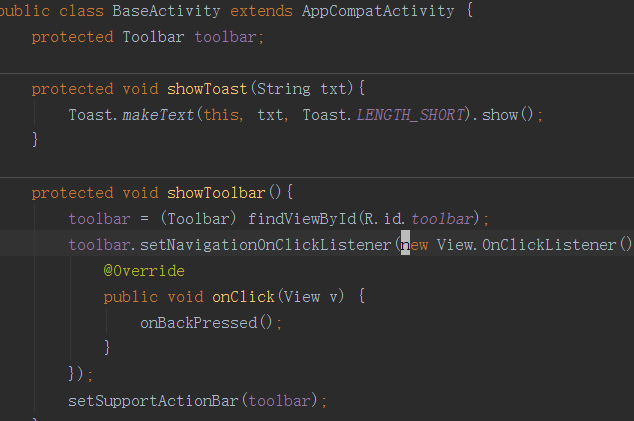 public class BaseActivity extends AppCompatActivity {
protected Toolbar toolbar;
protected void showToast(String txt){
Toast.makeText(this, txt, Toast.LENGTH_SHORT).show();
}
protected void showToolbar(){
toolbar = (Toolbar) findViewById(R.id.toolbar);
toolbar.setNavigationOnClickListener(new View.OnClickListener()
@Override
public void onClick(View v) {
onBackPressed();
}
});
setSupportActionBar(toolbar);